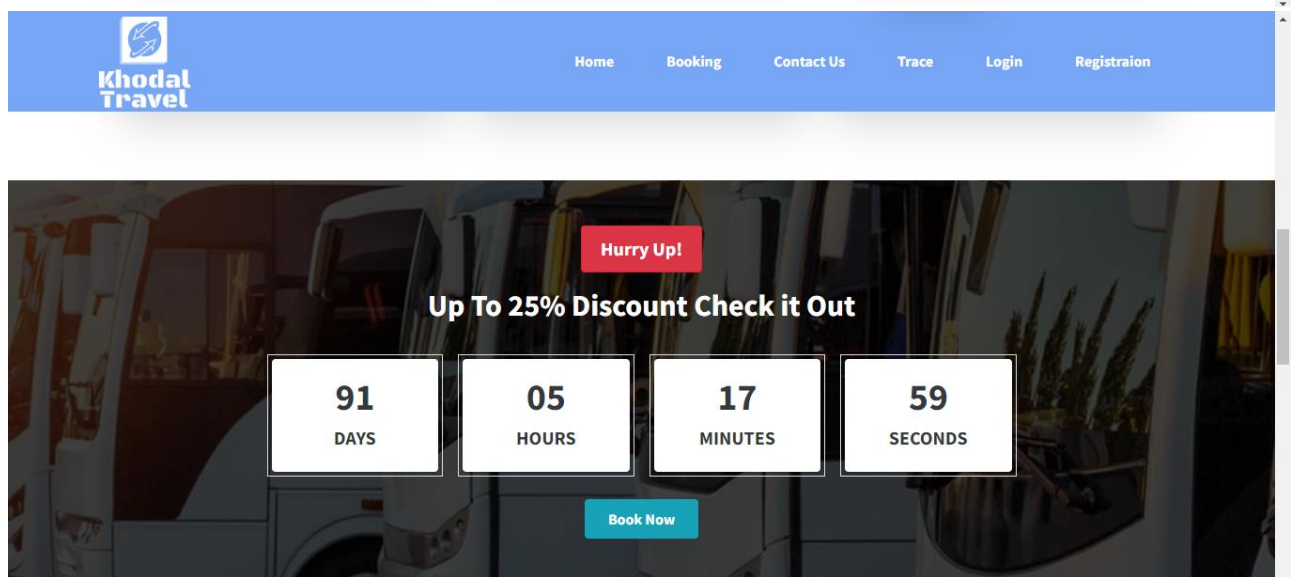 Khodal
Travel
Home Booking Contact Us Trace Login Registraion
Hurry Up!
Up To 25% Discount Check it Out
91 05 17 59
DAYS HOURS MINUTES SECONDS
Book Now